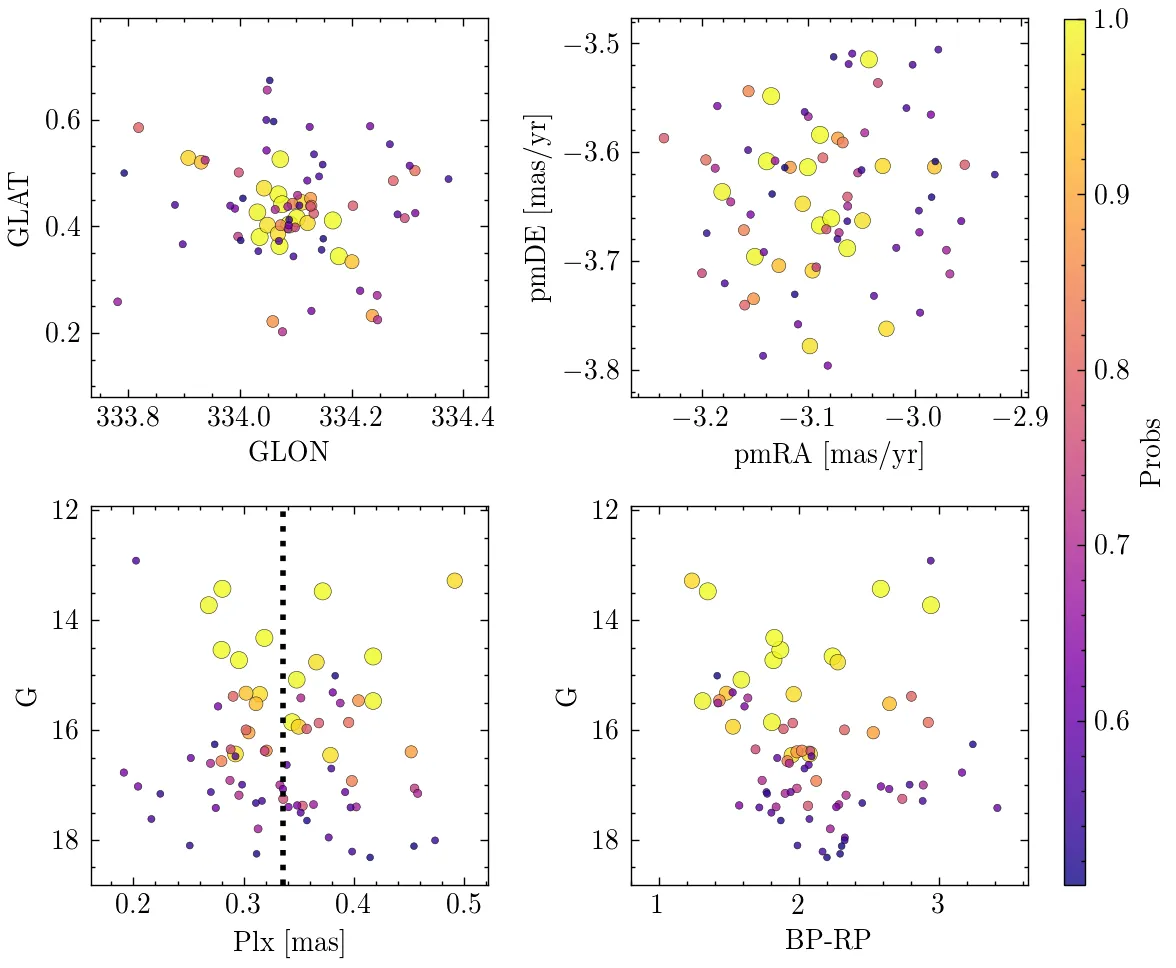 GLAT
0.6
0.4
0.2
333.8 334.0 334.2 334.4
GLON
pmDE [mas/yr]
−3.5
−3.6
−3.7
−3.8
−3.2 −3.1 −3.0 −2.9
pmRA [mas/yr]
G
12
14
16
18
0.2 0.3 0.4 0.5
Plx [mas]
G
12
14
16
18
1 2 3
BP-RP
1.0
0.9
0.8
0.7
0.6
Probs